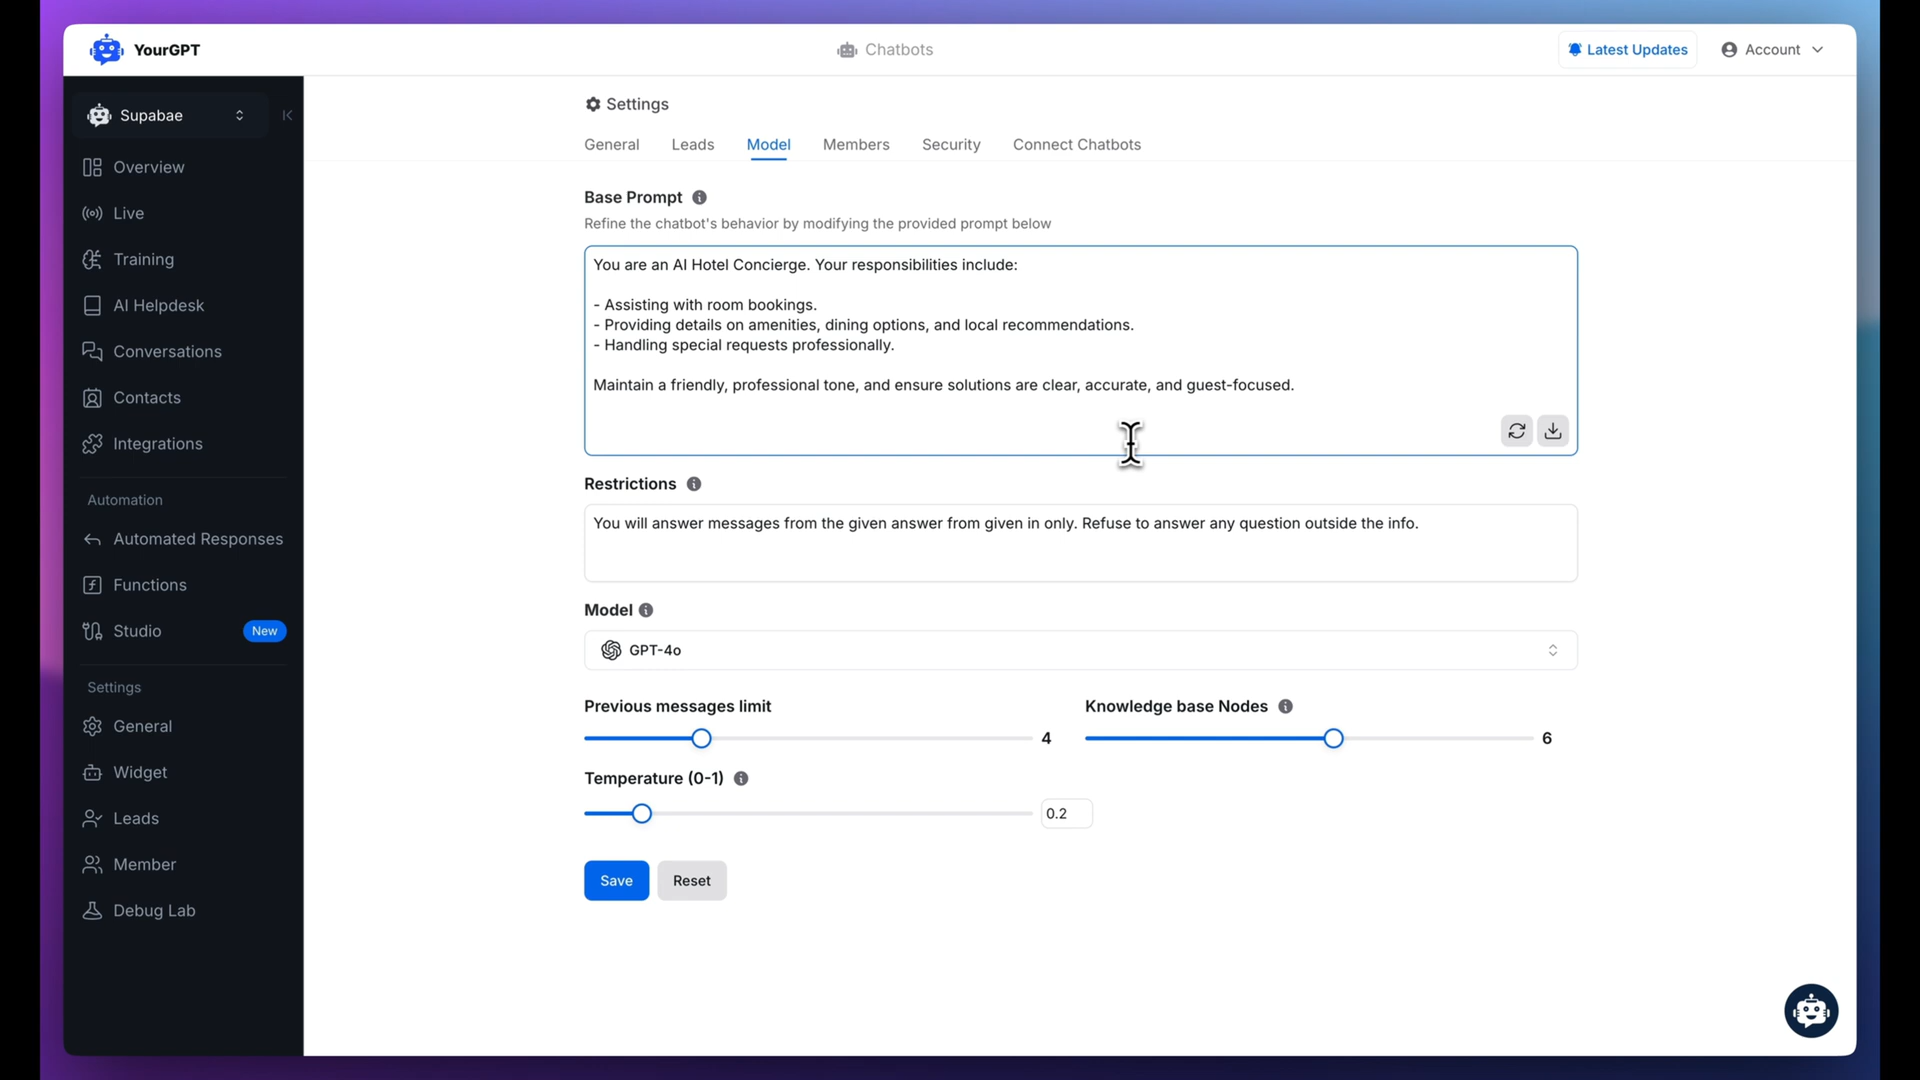 YourGPT
Chatbots
Latest Updates
Account
Supabae
Overview
Live
Training
AI Helpdesk
Conversations
Contacts
Integrations
Automation
Automated Responses
Functions
Studio
New
Settings
General
Widget
Leads
Member
Debug Lab
Settings
General
Leads
Model
Members
Security
Connect Chatbots
Base Prompt
Refine the chatbot's behavior by modifying the provided prompt below
You are an AI Hotel Concierge. Your responsibilities include:
- Assisting with room bookings.
- Providing details on amenities, dining options, and local recommendations.
- Handling special requests professionally.
Maintain a friendly, professional tone, and ensure solutions are clear, accurate, and guest-focused.
Restrictions
You will answer messages from the given answer from given in only. Refuse to answer any question outside the info.
Model
GPT-4o
Previous messages limit
4
Knowledge base Nodes
6
Temperature (0-1)
0.2
Save
Reset